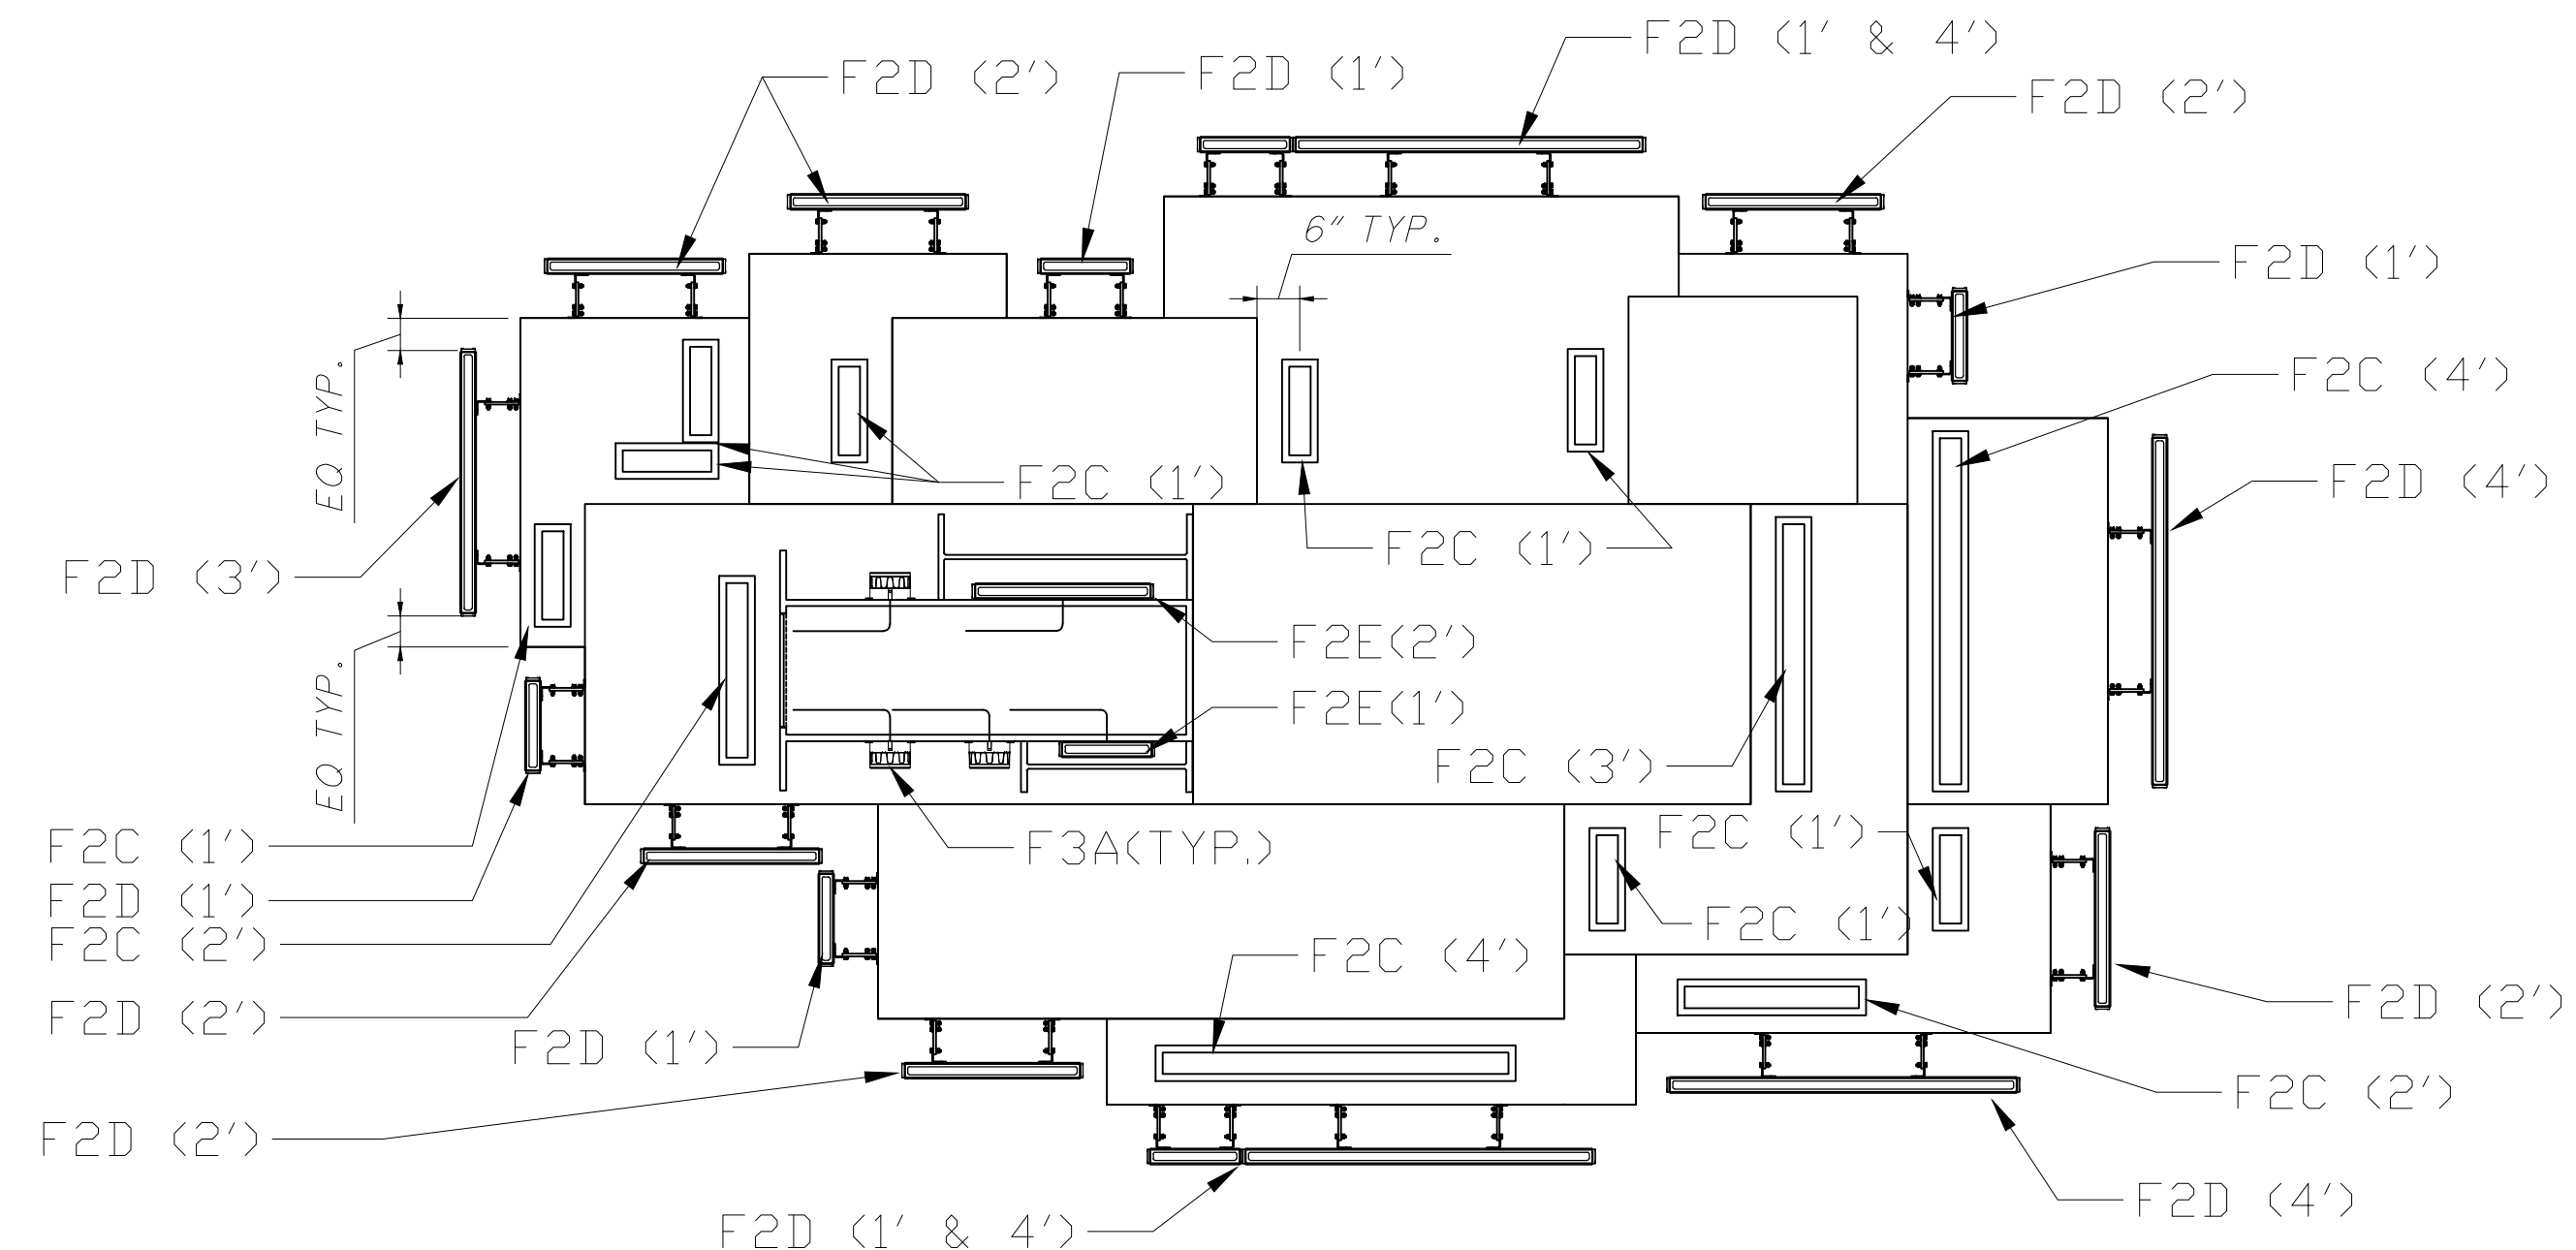 F2D (1' & 4')
F2D (2')
F2D (1')
F2D (2')
6" TYP.
F2D (1')
EQ TYP.
F2C (4')
F2C (1')
F2D (4')
F2C (1')
F2D (3')
F2E(2')
EQ TYP.
F2E(1')
F2C (3')
F2C (1')
F3A(TYP.)
F2C (1')
F2D (1')
F2C (1')
F2C (2')
F2C (4')
F2D (2')
F2D (2')
F2D (1')
F2C (2')
F2D (2')
F2D (4')
F2D (1' & 4')